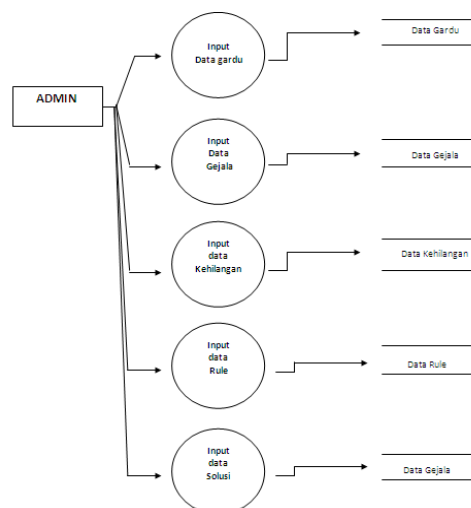 ADMIN
Input
Data gardu
Data Gardu
Input
Data
Gejala
Data Gejala
Input
data
Kehilangan
Data Kehilangan
Input
data
Rule
Data Rule
Input
data
Solusi
Data Gejala